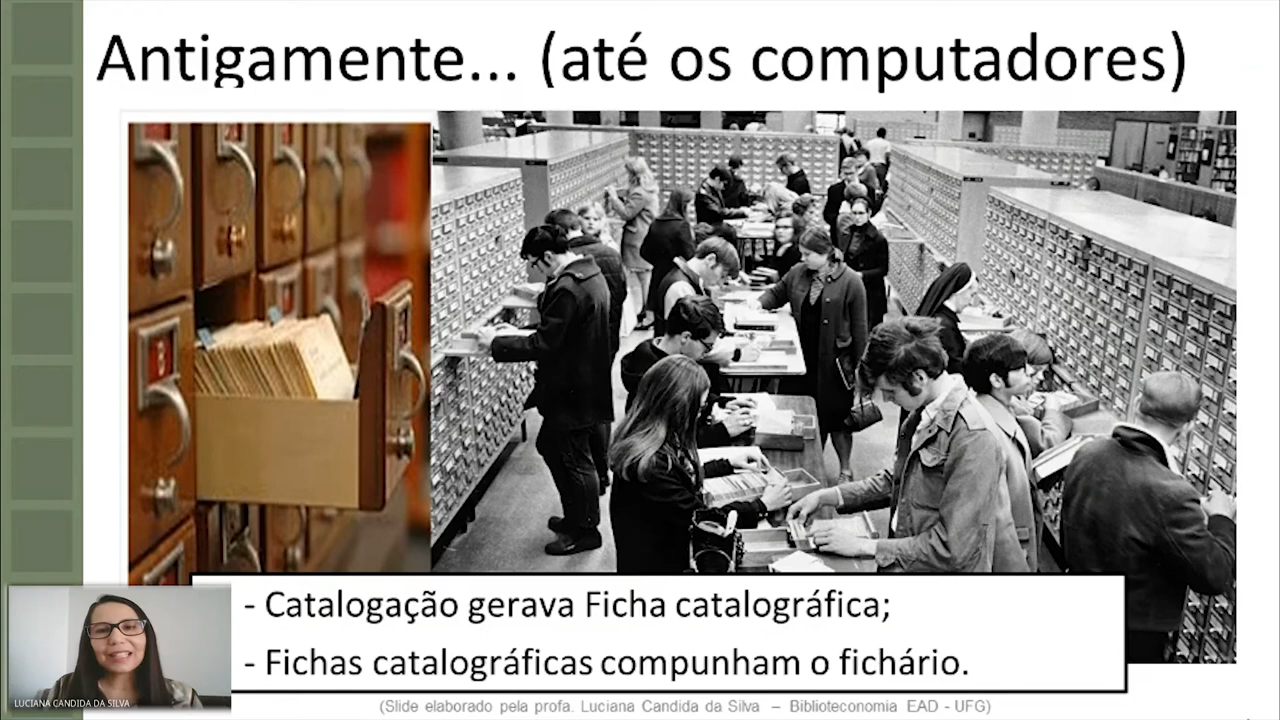 Antigamente... (até os computadores)
- Catalogação gerava Ficha catalográfica;
- Fichas catalográficas compunham o fichário.
LUCIANA CANDIDA DA SILVA
(Slide elaborado pela profa. Luciana Candida da Silva – Biblioteconomia EAD - UFG)